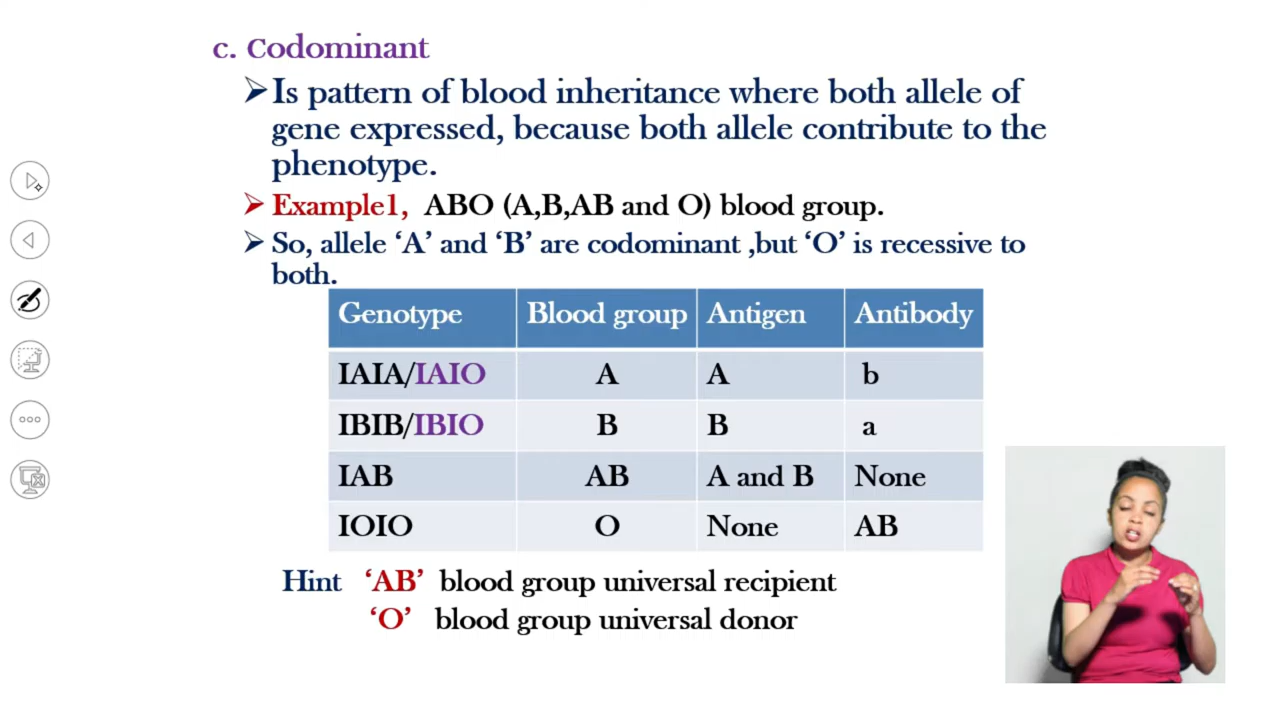 c. Codominant
➢Is pattern of blood inheritance where both allele of
gene expressed, because both allele contribute to the
phenotype.
➢ Example1, ABO (A,B,AB and O) blood group.
➢ So, allele ‘A’ and ‘B’ are codominant ,but ‘O’ is recessive to
both.
Genotype Blood group Antigen Antibody
IAIA/IAIO A A b
IBIB/IBIO B B a
IAB AB A and B None
IOIO O None AB
Hint ‘AB’ blood group universal recipient
‘O’ blood group universal donor